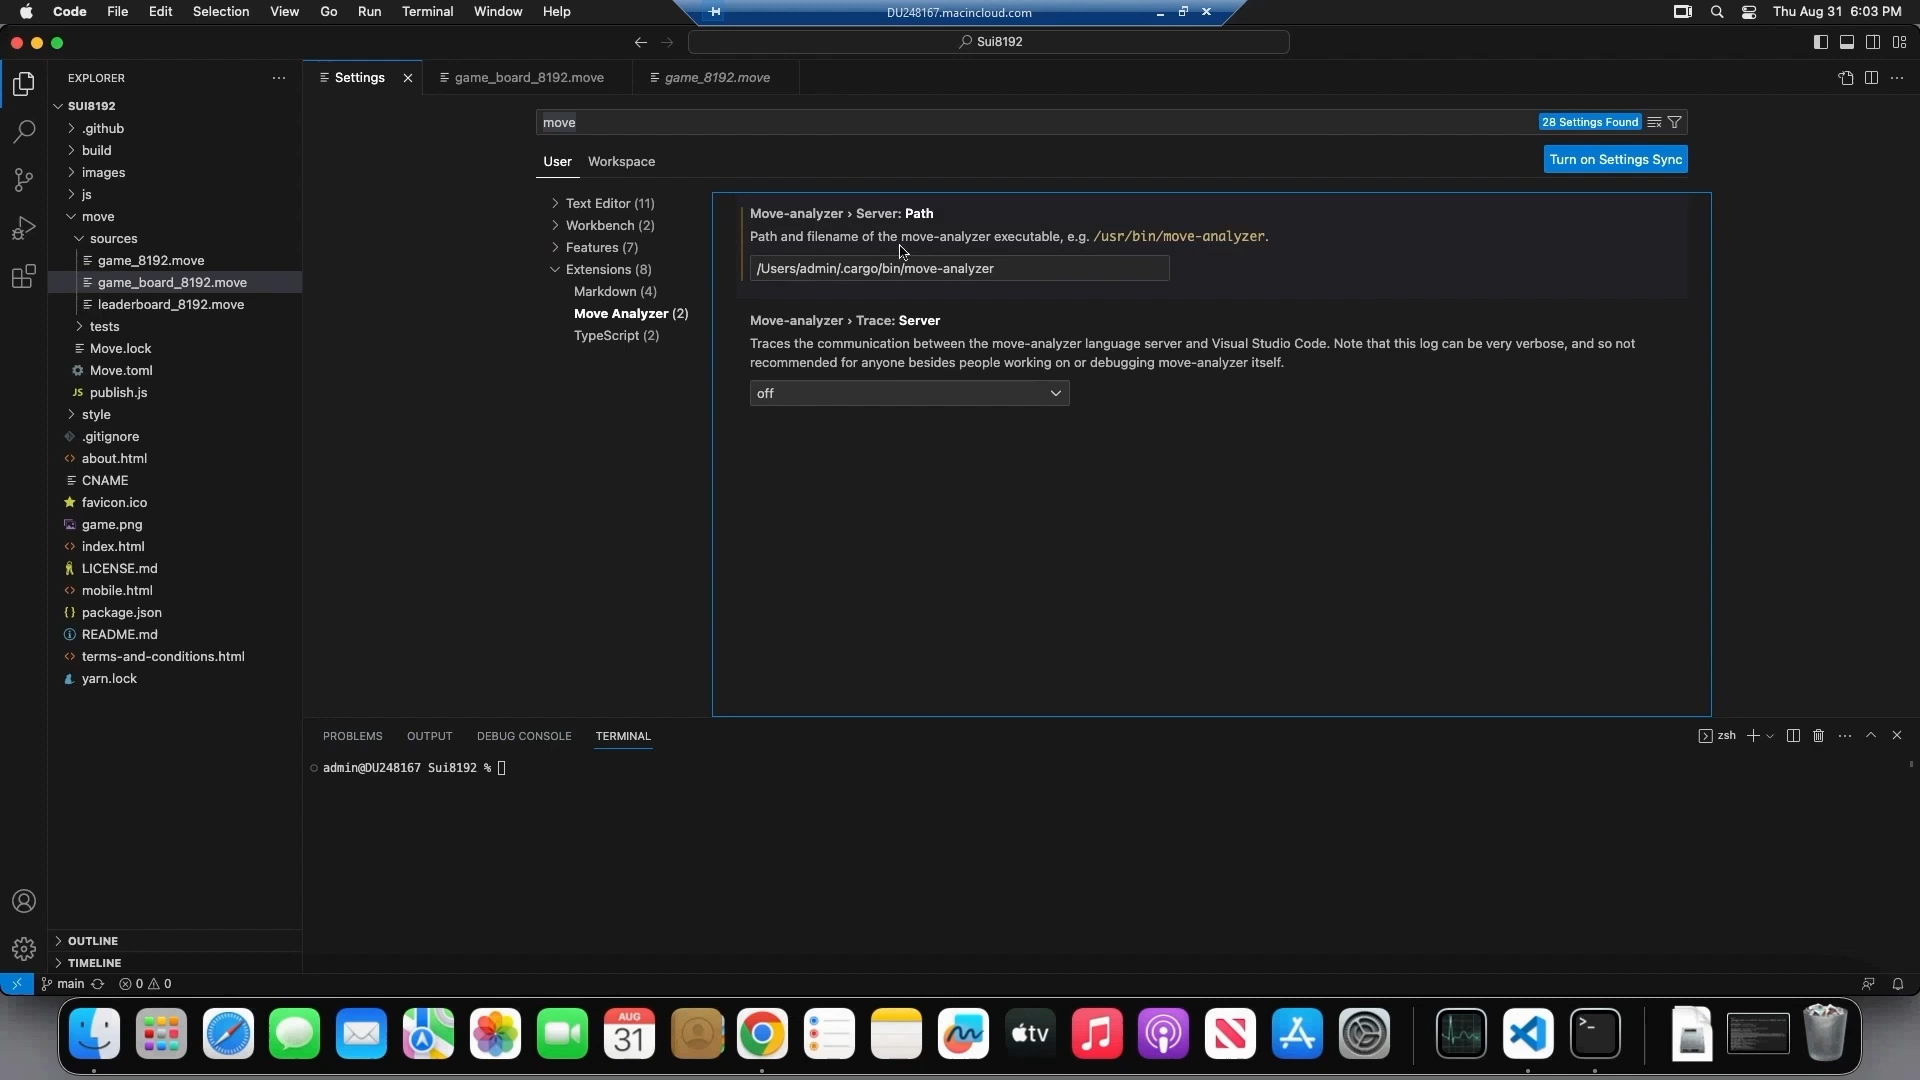 Code File Edit Selection View Go Run Terminal Window Help
DU248167.macincloud.com
Thu Aug 31 6:03 PM
Sui8192
EXPLORER
SUI8192
.github
build
images
js
move
sources
game_8192.move
game_board_8192.move
leaderboard_8192.move
tests
Move.lock
Move.toml
JS publish.js
style
.gitignore
about.html
CNAME
favicon.ico
game.png
index.html
LICENSE.md
mobile.html
package.json
README.md
terms-and-conditions.html
yarn.lock
OUTLINE
TIMELINE
Settings
game_board_8192.move
game_8192.move
move
28 Settings Found
User Workspace
Turn on Settings Sync
Text Editor (11)
Workbench (2)
Features (7)
Extensions (8)
Markdown (4)
Move Analyzer (2)
TypeScript (2)
Move-analyzer › Server: Path
Path and filename of the move-analyzer executable, e.g. /usr/bin/move-analyzer.
/Users/admin/.cargo/bin/move-analyzer
Move-analyzer › Trace: Server
Traces the communication between the move-analyzer language server and Visual Studio Code. Note that this log can be very verbose, and so not
recommended for anyone besides people working on or debugging move-analyzer itself.
off
PROBLEMS OUTPUT DEBUG CONSOLE TERMINAL
zsh
admin@DU248167 Sui8192 %
main 0 0
AUG
31
tv